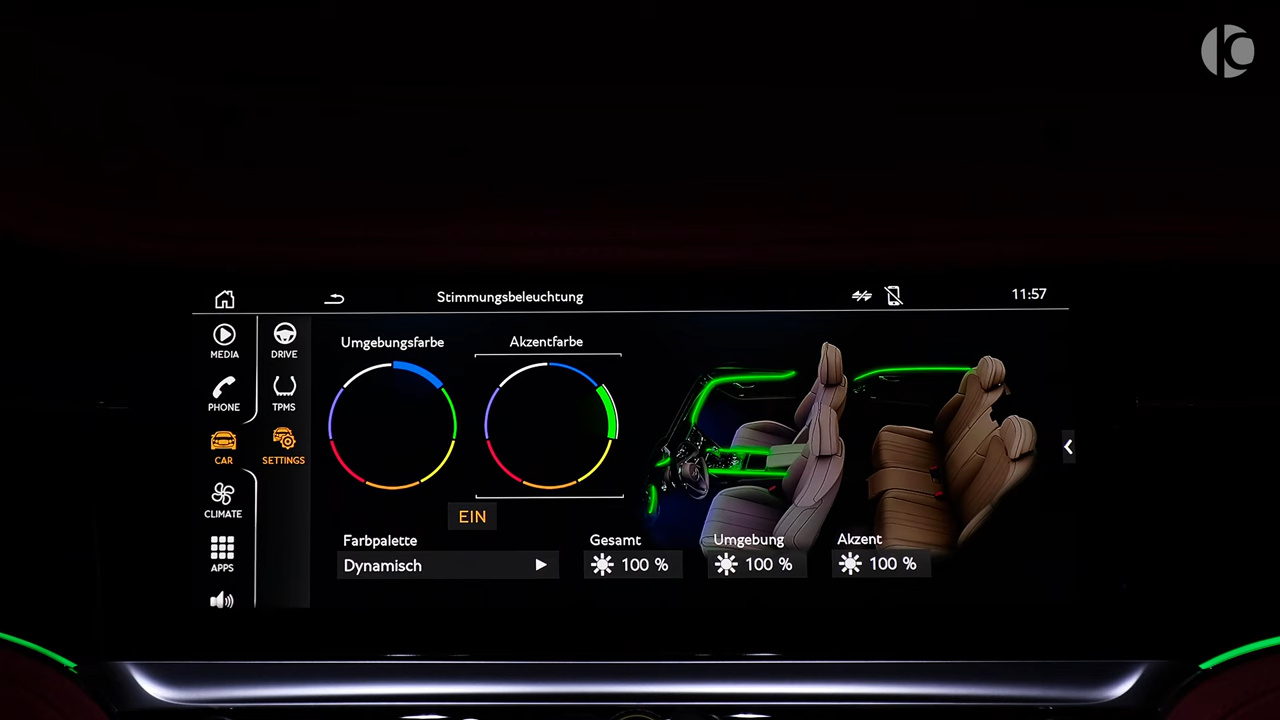 Stimmungsbeleuchtung
11:57
MEDIA
DRIVE
PHONE
TPMS
CAR
SETTINGS
CLIMATE
APPS
Umgebungsfarbe
Akzentfarbe
EIN
Farbpalette
Dynamisch
Gesamt
100 %
Umgebung
100 %
Akzent
100 %